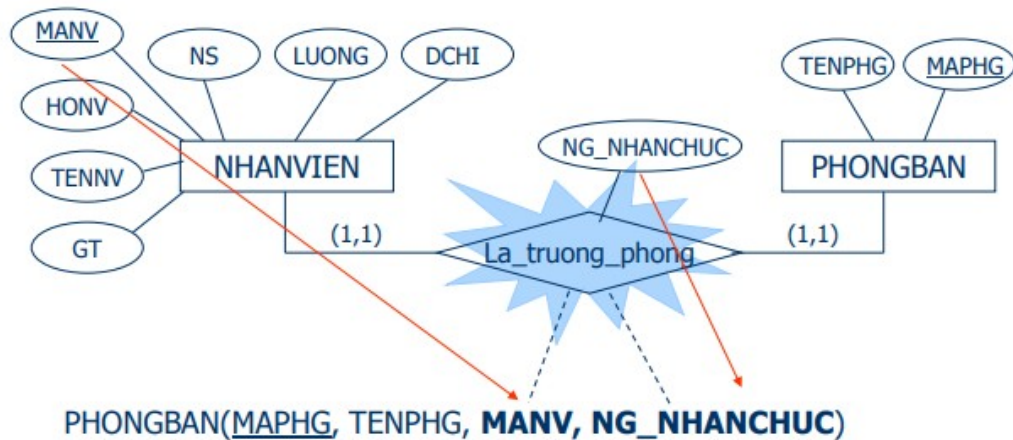 MANV
NS
LUONG
DCHI
TENPHG
MAPHG
HONV
NHANVIEN
NG_NHANCHUC
PHONGBAN
TENNV
GT
(1,1)
La_truong_phong
(1,1)
PHONGBAN(MAPHG, TENPHG, MANV, NG_NHANCHUC)